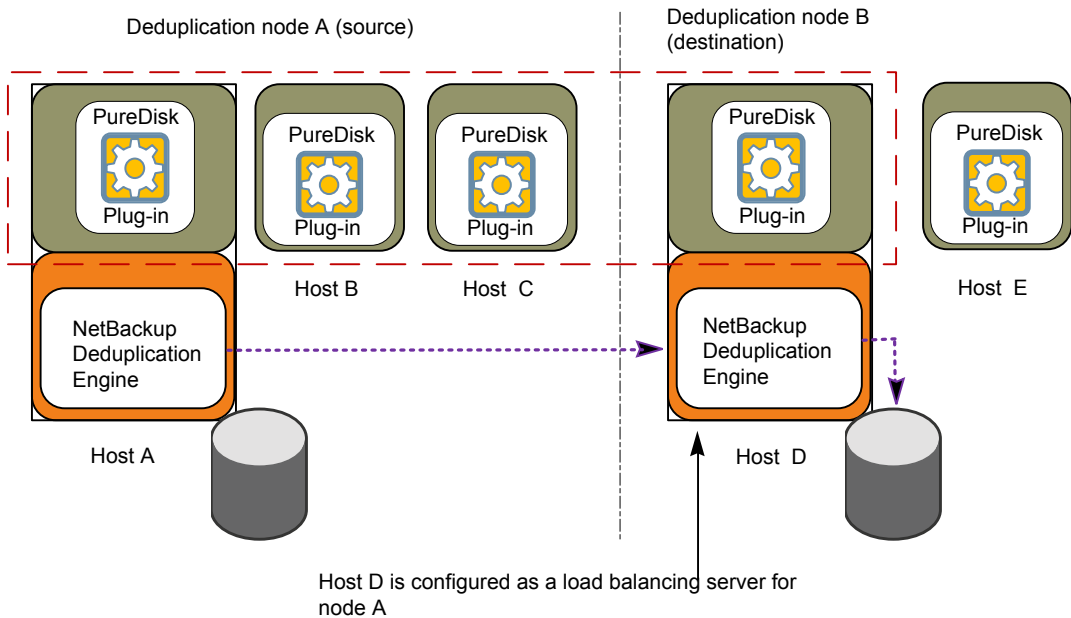 Deduplication node A (source)
Deduplication node B
(destination)
PureDisk
Plug-in
PureDisk
Plug-in
PureDisk
Plug-in
PureDisk
Plug-in
PureDisk
Plug-in
Host B
Host C
Host E
NetBackup
Deduplication
Engine
NetBackup
Deduplication
Engine
Host A
Host D
Host D is configured as a load balancing server for
node A